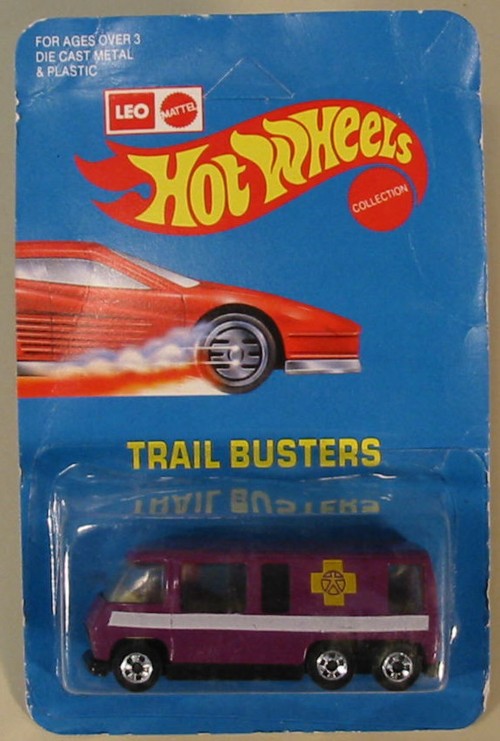 FOR AGES OVER 3
DIE CAST METAL
& PLASTIC
LEO MATTEL
HOT WHEELS
COLLECTION
TRAIL BUSTERS